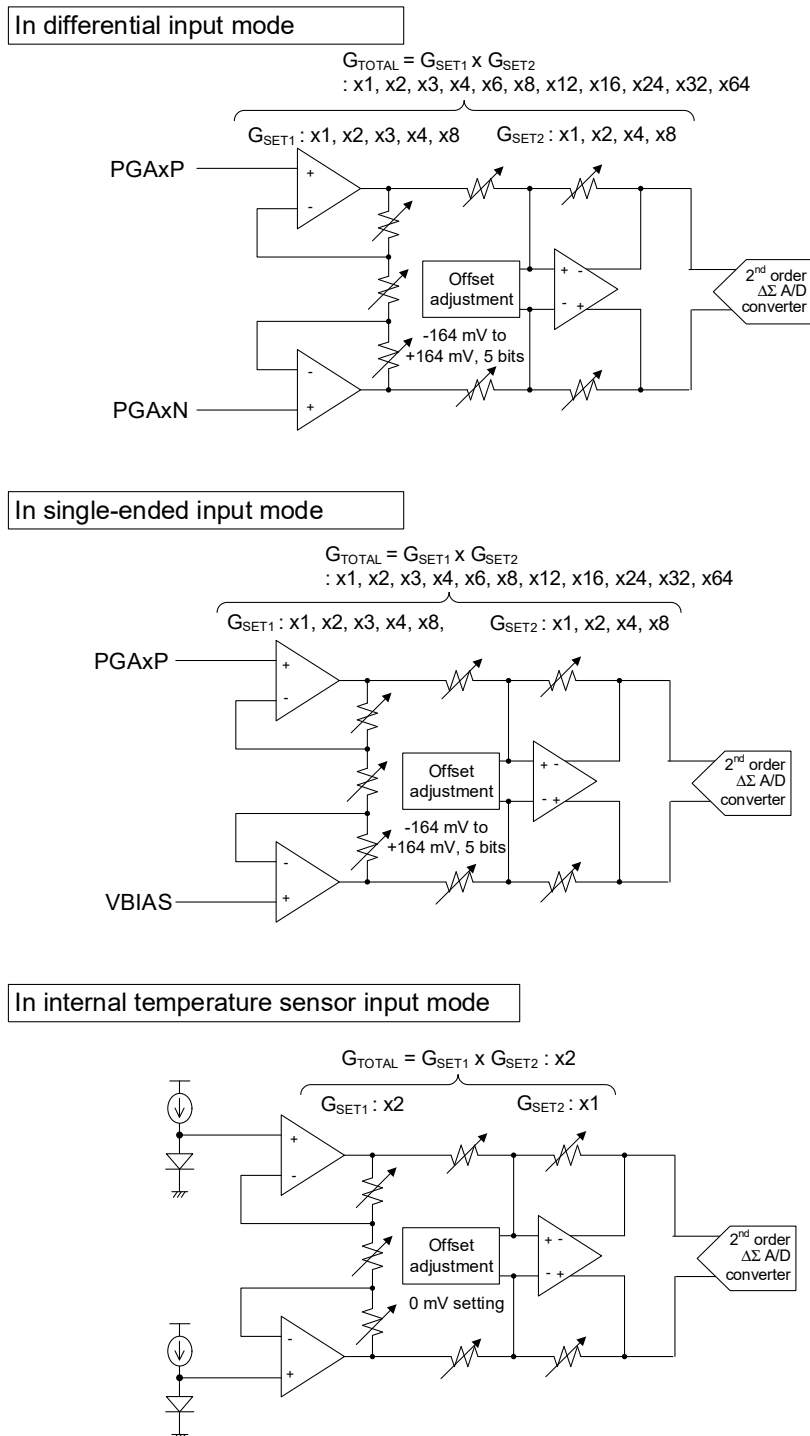 In differential input mode
GTOTAL = GSET1 x GSET2
: x1, x2, x3, x4, x6, x8, x12, x16, x24, x32, x64
GSET1 : x1, x2, x3, x4, x8
GSET2 : x1, x2, x4, x8
PGAxP
+
-
Offset
adjustment
+ -
- +
2nd order
ΔΣ A/D
converter
-164 mV to
+164 mV, 5 bits
-
+
PGAxN
In single-ended input mode
GTOTAL = GSET1 x GSET2
: x1, x2, x3, x4, x6, x8, x12, x16, x24, x32, x64
GSET1 : x1, x2, x3, x4, x8,
GSET2 : x1, x2, x4, x8
PGAxP
+
-
Offset
adjustment
+ -
- +
2nd order
ΔΣ A/D
converter
-164 mV to
+164 mV, 5 bits
-
+
VBIAS
In internal temperature sensor input mode
GTOTAL = GSET1 x GSET2 : x2
GSET1 : x2
GSET2 : x1
+
-
Offset
adjustment
+ -
- +
2nd order
ΔΣ A/D
converter
0 mV setting
-
+